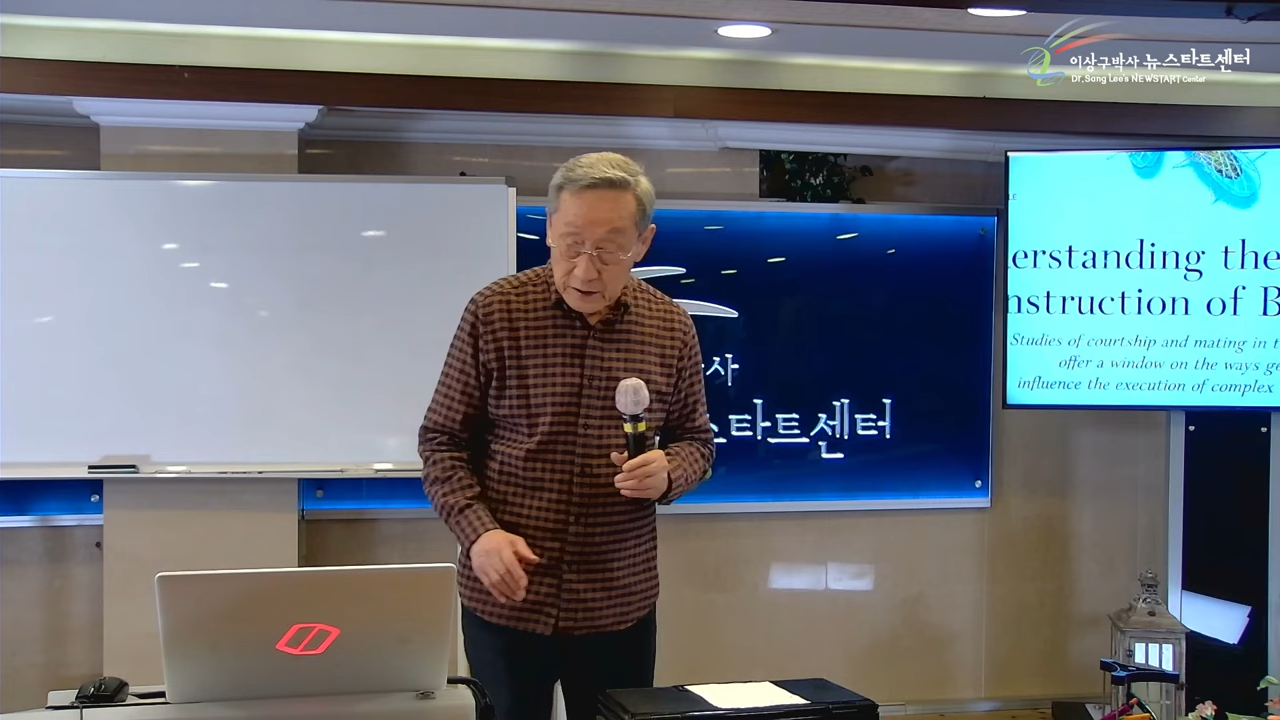 이상구박사 뉴스타트센터
Dr. Sang Lee's NEWSTART Center
erstanding the
nstruction of B
Studies of courtship and mating in t
offer a window on the ways ge
influence the execution of complex
사
스타트센터